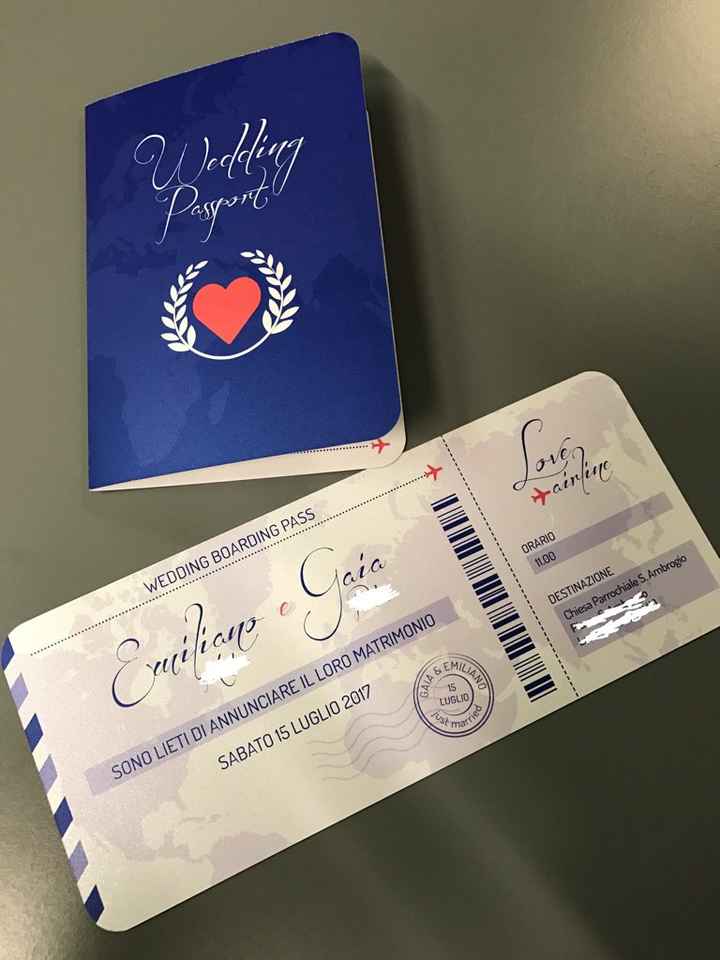 Wedding
Passport
WEDDING BOARDING PASS
Emiliano e Gaia
SONO LIETI DI ANNUNCIARE IL LORO MATRIMONIO
SABATO 15 LUGLIO 2017
GAIA & EMILIANO
15
LUGLIO
just married
Love
airline
ORARIO
11.00
DESTINAZIONE
Chiesa Parrochiale S. Ambrogio